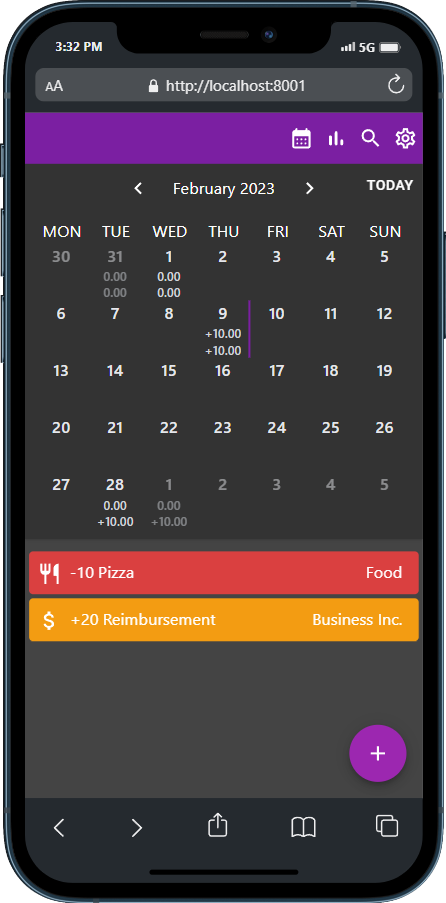 3:32 PM 5G
AA http://localhost:8001
February 2023 TODAY
MON TUE WED THU FRI SAT SUN
30 31 1 2 3 4 5
0.00 0.00
0.00 0.00
6 7 8 9 10 11 12
+10.00
+10.00
13 14 15 16 17 18 19
20 21 22 23 24 25 26
27 28 1 2 3 4 5
0.00 0.00
+10.00 +10.00
-10 Pizza Food
$ +20 Reimbursement Business Inc.
+